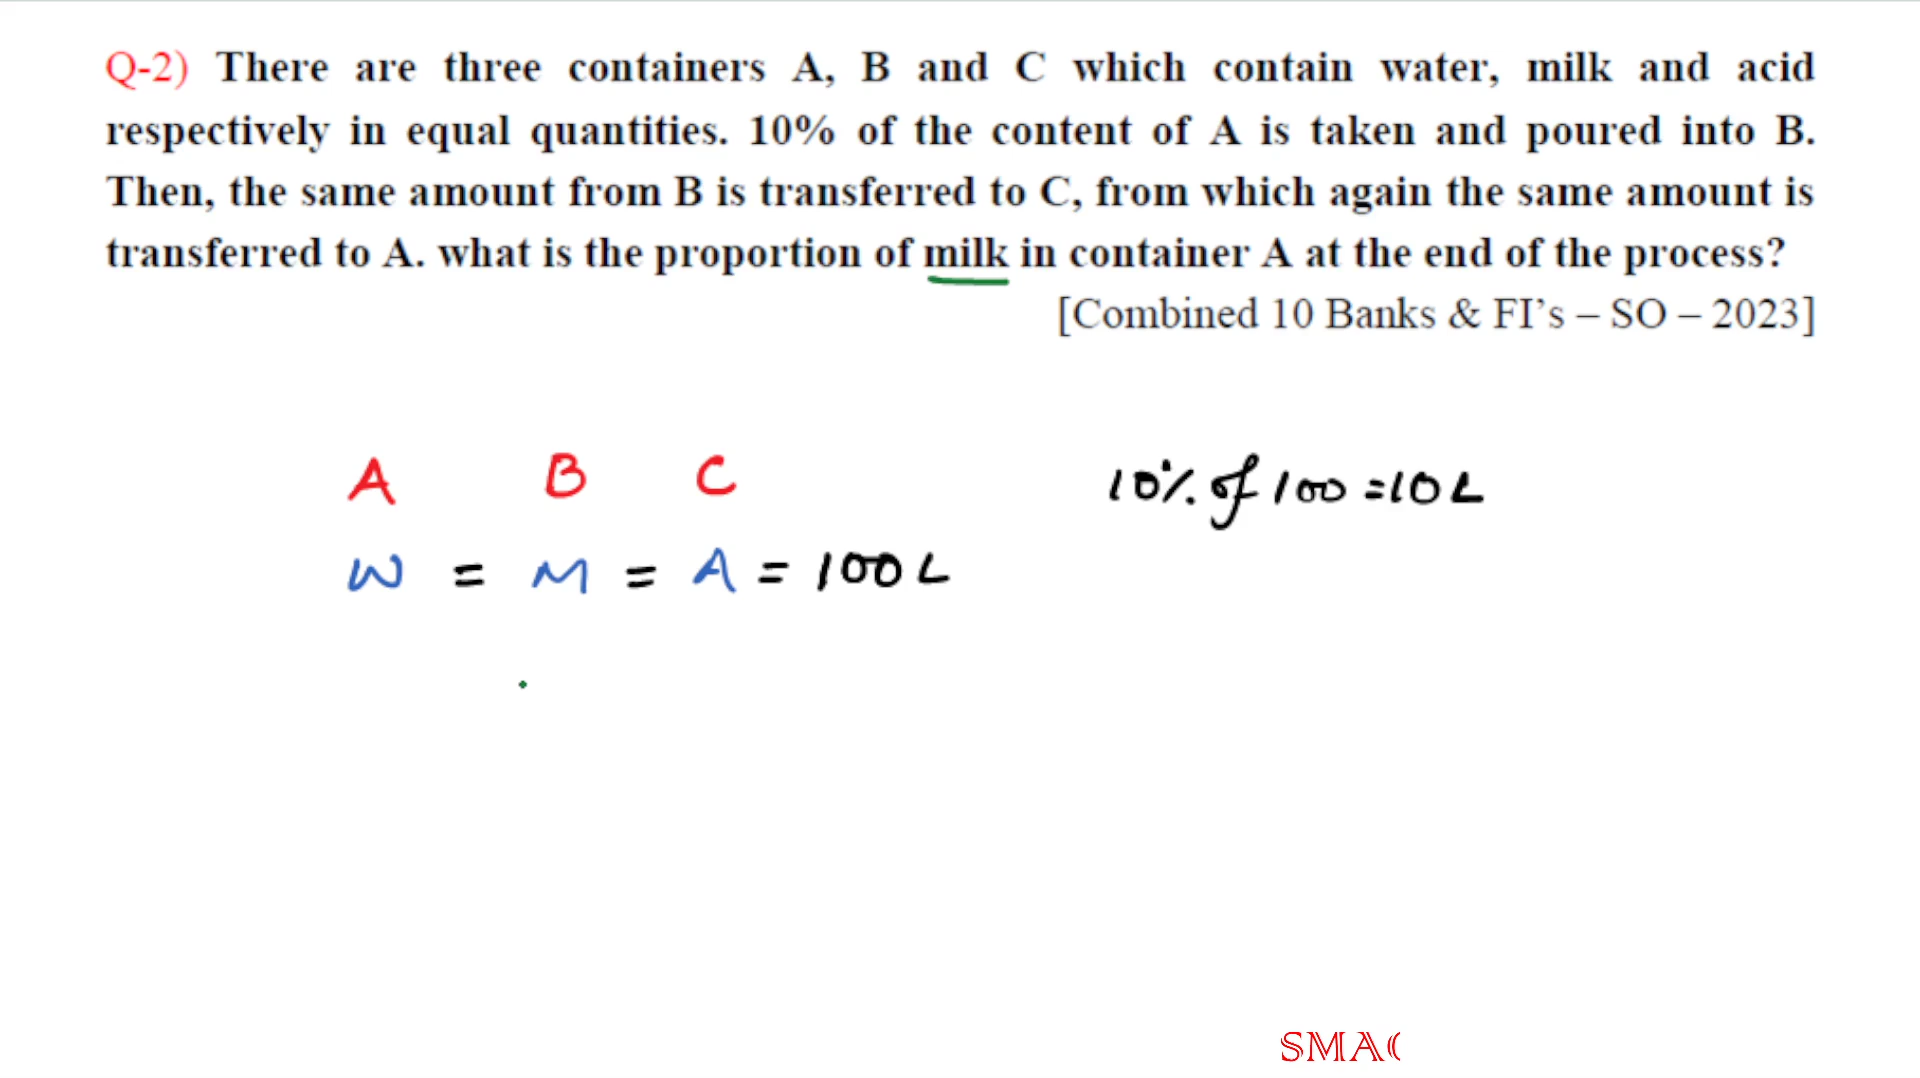 Q-2) There are three containers A, B and C which contain water, milk and acid
respectively in equal quantities. 10% of the content of A is taken and poured into B.
Then, the same amount from B is transferred to C, from which again the same amount is
transferred to A. what is the proportion of milk in container A at the end of the process?
[Combined 10 Banks & FI’s – SO – 2023]
A B C 10% of 100 = 10 L
W = M = A = 100 L
SMA